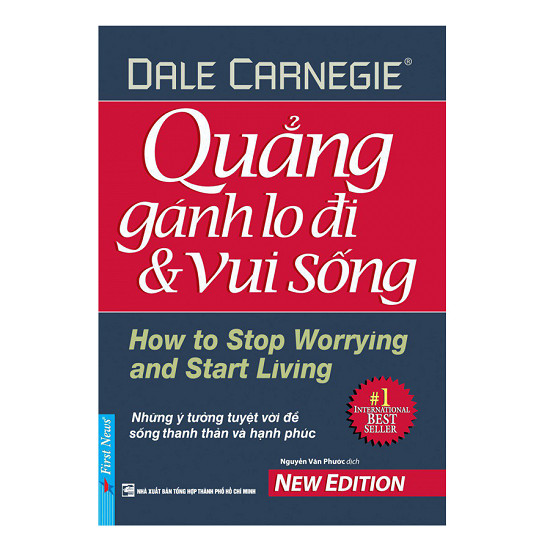 DALE CARNEGIE®
Quẳng
gánh lo đi
& vui sống
How to Stop Worrying
and Start Living
Những ý tưởng tuyệt vời để
sống thanh thản và hạnh phúc
#1
INTERNATIONAL
BEST
SELLER
Nguyễn Văn Phước dịch
NEW EDITION
First News
NHÀ XUẤT BẢN TỔNG HỢP THÀNH PHỐ HỒ CHÍ MINH